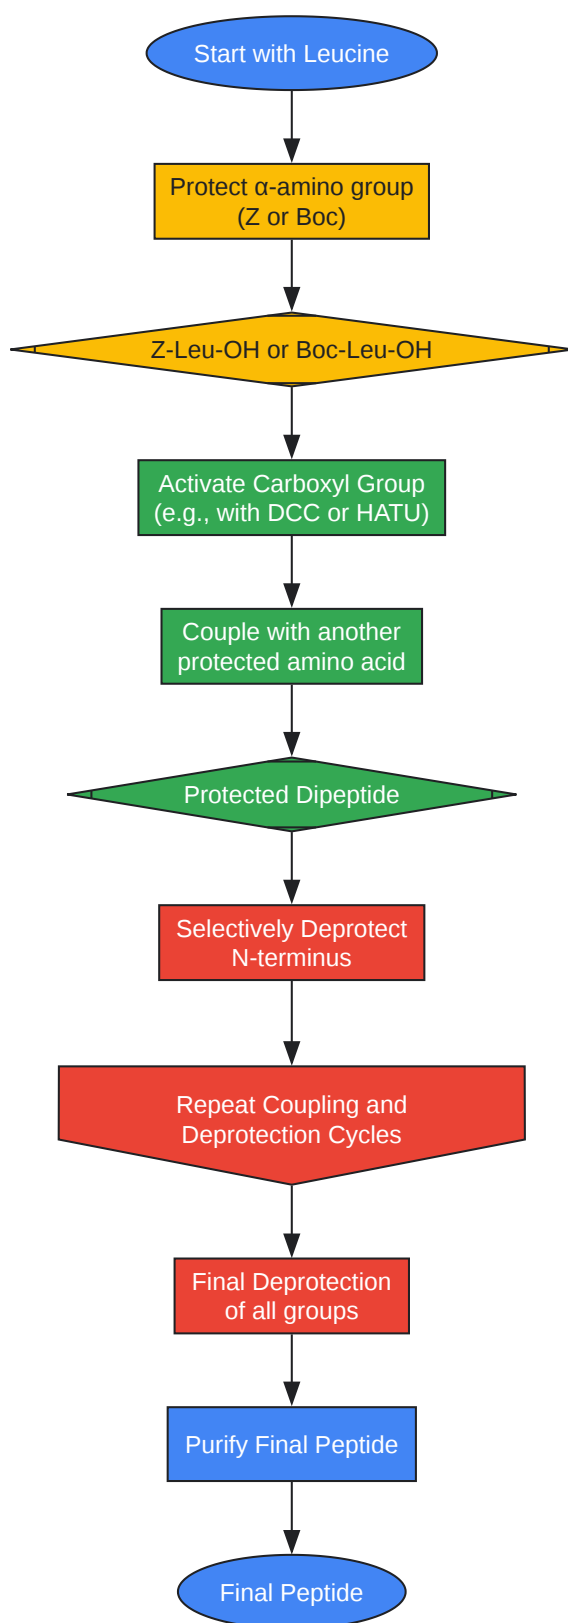 Start with Leucine
Protect α-amino group
(Z or Boc)
Z-Leu-OH or Boc-Leu-OH
Activate Carboxyl Group
(e.g., with DCC or HATU)
Couple with another
protected amino acid
Protected Dipeptide
Selectively Deprotect
N-terminus
Repeat Coupling and
Deprotection Cycles
Final Deprotection
of all groups
Purify Final Peptide
Final Peptide